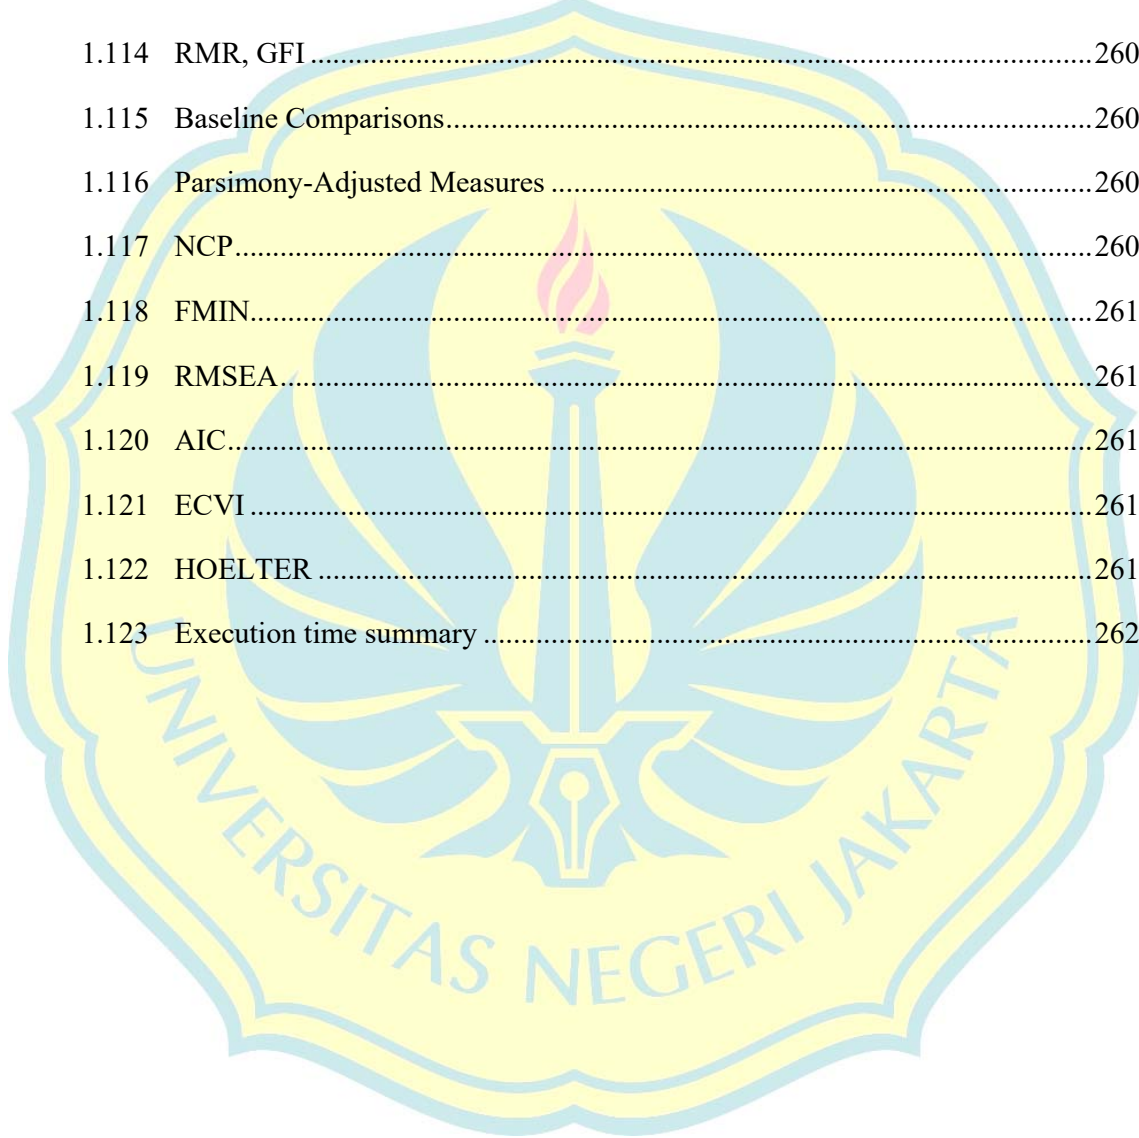 1.114 RMR, GFI ........................................................................................................ 260
1.115 Baseline Comparisons...................................................................................... 260
1.116 Parsimony-Adjusted Measures ........................................................................ 260
1.117 NCP.................................................................................................................. 260
1.118 FMIN................................................................................................................ 261
1.119 RMSEA............................................................................................................ 261
1.120 AIC................................................................................................................... 261
1.121 ECVI ................................................................................................................ 261
1.122 HOELTER ....................................................................................................... 261
1.123 Execution time summary ................................................................................. 262
UNIVERSITAS NEGERI JAKARTA